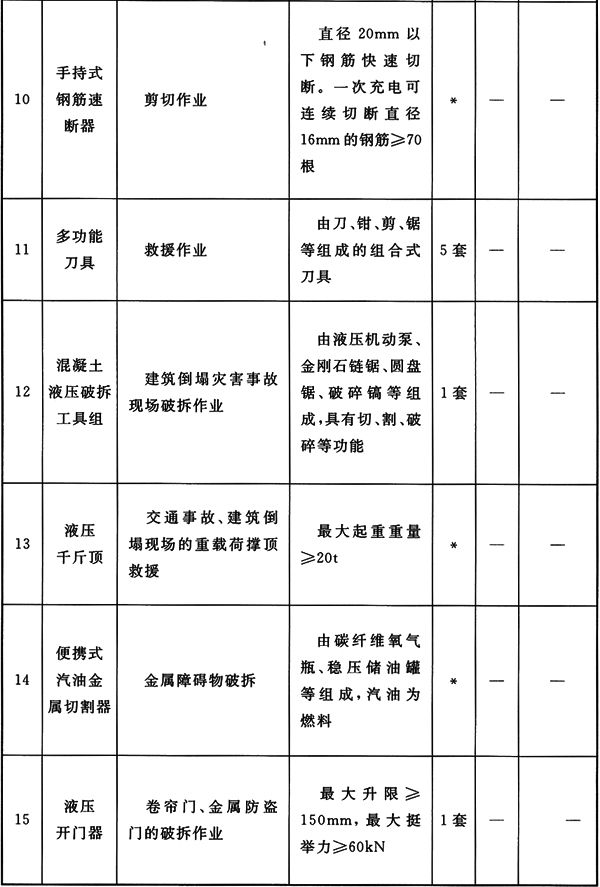 10
手持式
钢筋速
断器
剪切作业
直径 20mm 以
下钢筋快速切
断。一次充电可
连续切断直径
16mm的钢筋≥70
根
*
—
—
11
多功能
刀具
救援作业
由刀、钳、剪、锯
等组成的组合式
刀具
5套
—
—
12
混凝土
液压破拆
工具组
建筑倒塌灾害事故
现场破拆作业
由液压机动泵、
金刚石链锯、圆盘
锯、破碎镐等组
成,具有切、割、破
碎等功能
1套
—
—
13
液压
千斤顶
交通事故、建筑倒
塌现场的重载荷撑顶
救援
最大起重重量
≥20t
*
—
—
14
便携式
汽油金
属切割器
金属障碍物破拆
由碳纤维氧气
瓶、稳压储油罐
等组成,汽油为
燃料
*
—
—
15
液压
开门器
卷帘门、金属防盗
门的破拆作业
最大升限≥
150mm,最大挺
举力≥60kN
1套
—
—